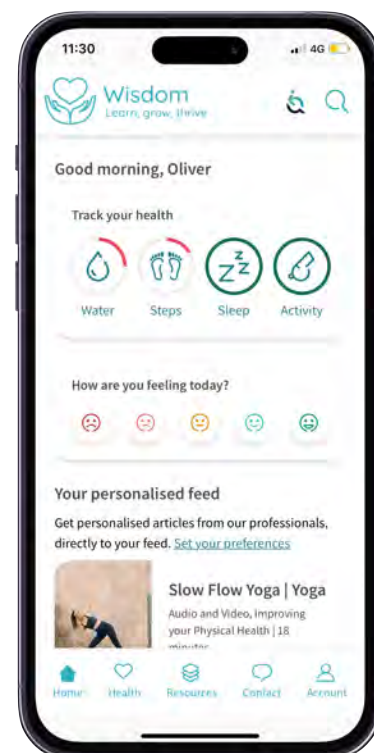 11:30
4G
Wisdom
Learn, grow, thrive
Good morning, Oliver
Track your health
Z Z Z
Water Steps Sleep Activity
How are you feeling today?
Your personalised feed
Get personalised articles from our professionals,
directly to your feed. Set your preferences
Slow Flow Yoga | Yoga
Audio and Video, Improving
your Physical Health | 18
minutes
Home Health Resources Contact Account